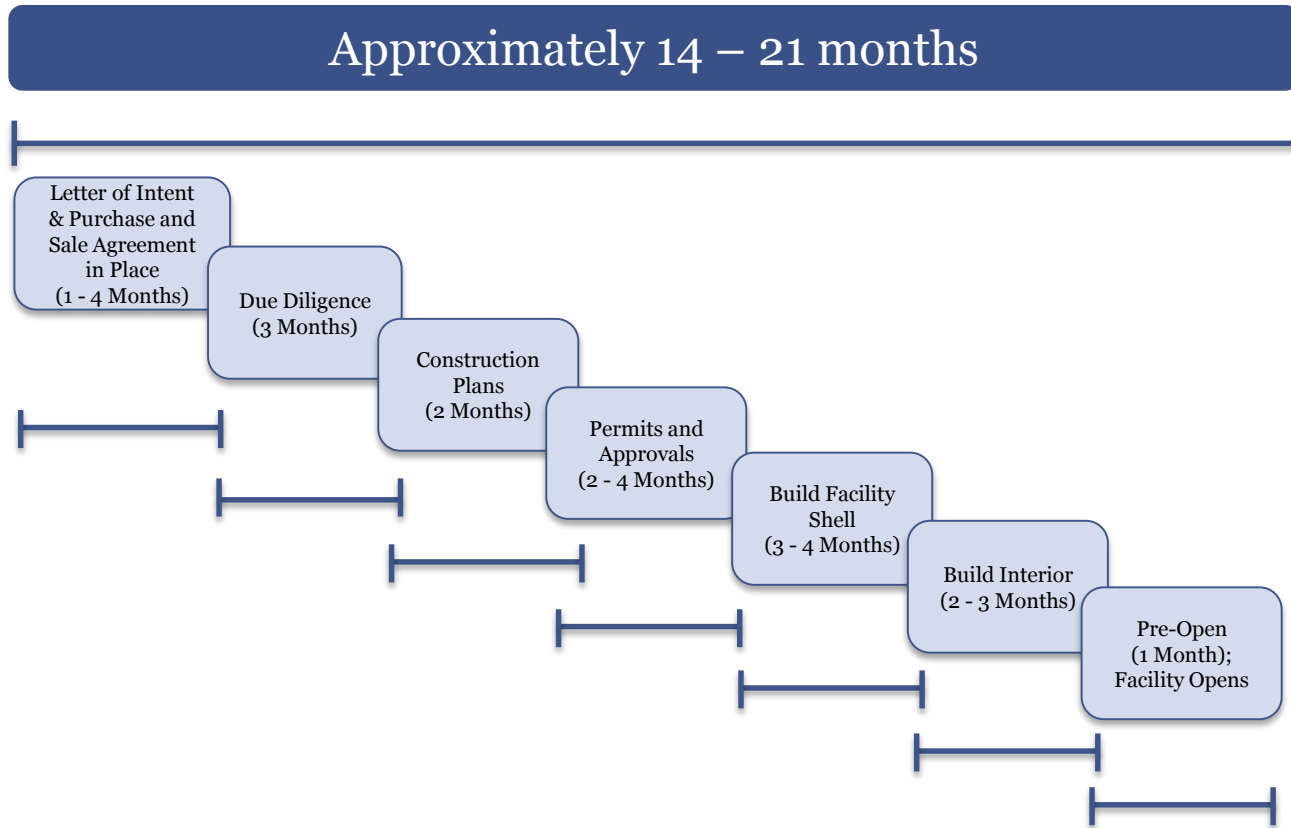 Approximately 14 – 21 months
Letter of Intent
& Purchase and
Sale Agreement
in Place
(1 - 4 Months)
Due Diligence
(3 Months)
Construction
Plans
(2 Months)
Permits and
Approvals
(2 - 4 Months)
Build Facility
Shell
(3 - 4 Months)
Build Interior
(2 - 3 Months)
Pre-Open
(1 Month);
Facility Opens